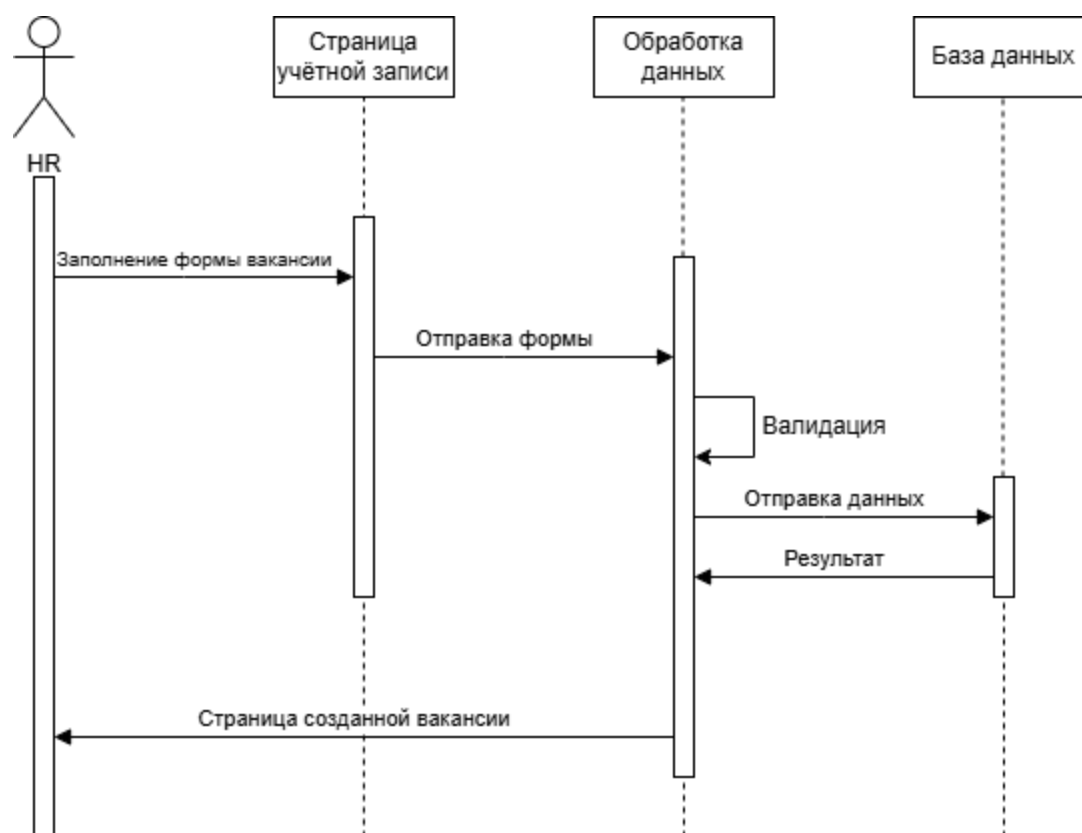 Страница
учётной записи
Обработка
данных
База данных
HR
Заполнение формы вакансии
Отправка формы
Валидация
Отправка данных
Результат
Страница созданной вакансии